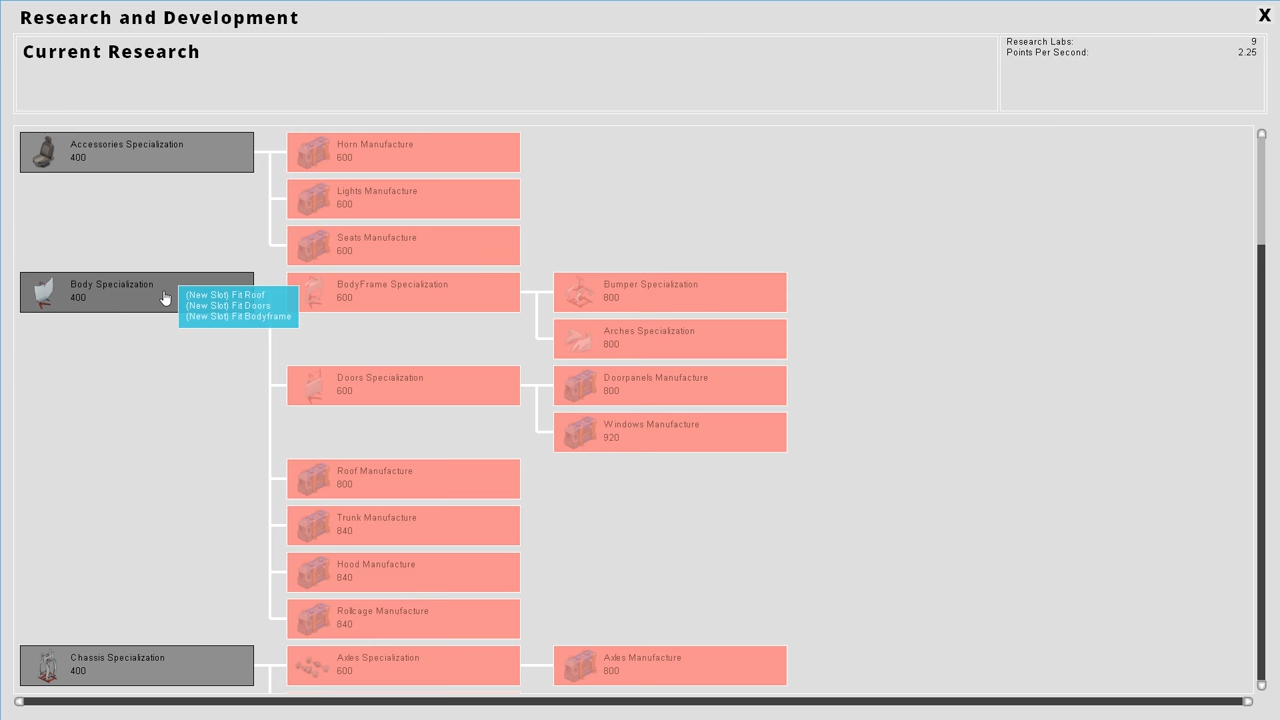 Research and Development
X
Current Research
Research Labs: 9
Points Per Second: 2.25
Accessories Specialization
400
Horn Manufacture
600
Lights Manufacture
600
Seats Manufacture
600
Body Specialization
400
(New Slot) Fit Roof
(New Slot) Fit Doors
(New Slot) Fit Bodyframe
BodyFrame Specialization
600
Bumper Specialization
800
Arches Specialization
800
Doors Specialization
600
Doorpanels Manufacture
800
Windows Manufacture
920
Roof Manufacture
800
Trunk Manufacture
840
Hood Manufacture
840
Rollcage Manufacture
840
Chassis Specialization
400
Axles Specialization
600
Axles Manufacture
800